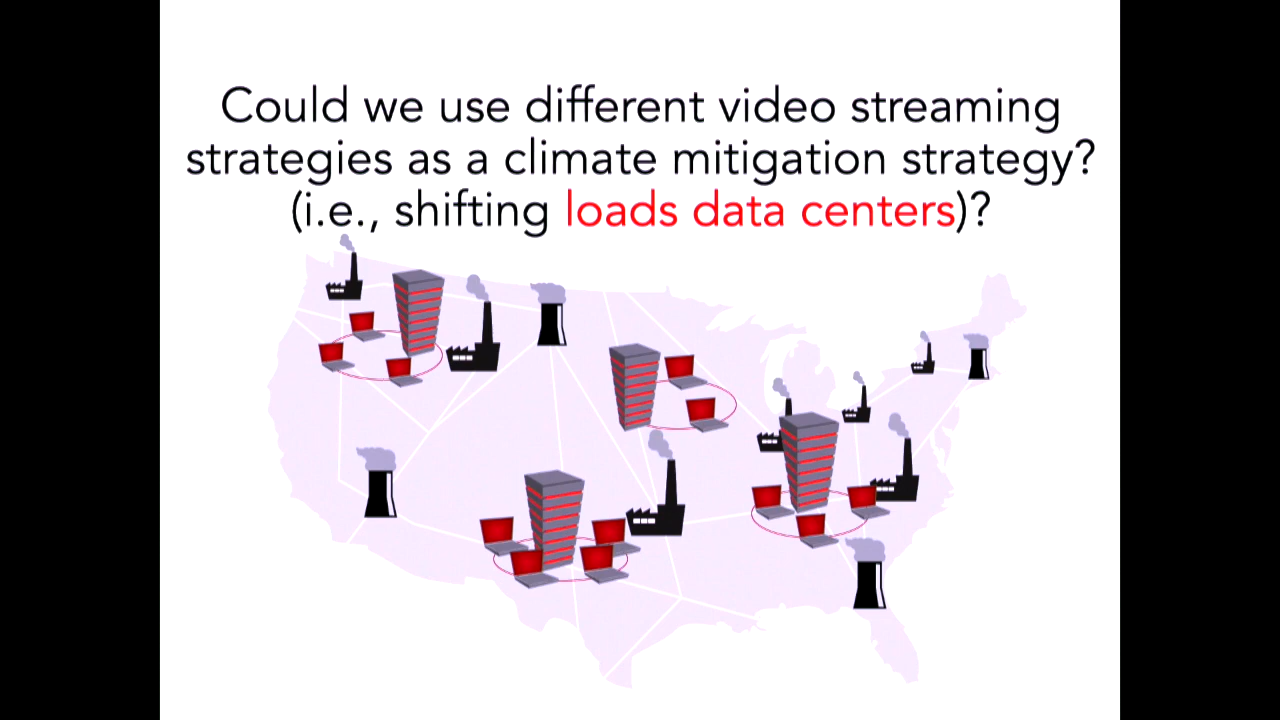 Could we use different video streaming
strategies as a climate mitigation strategy?
(i.e., shifting loads data centers)?